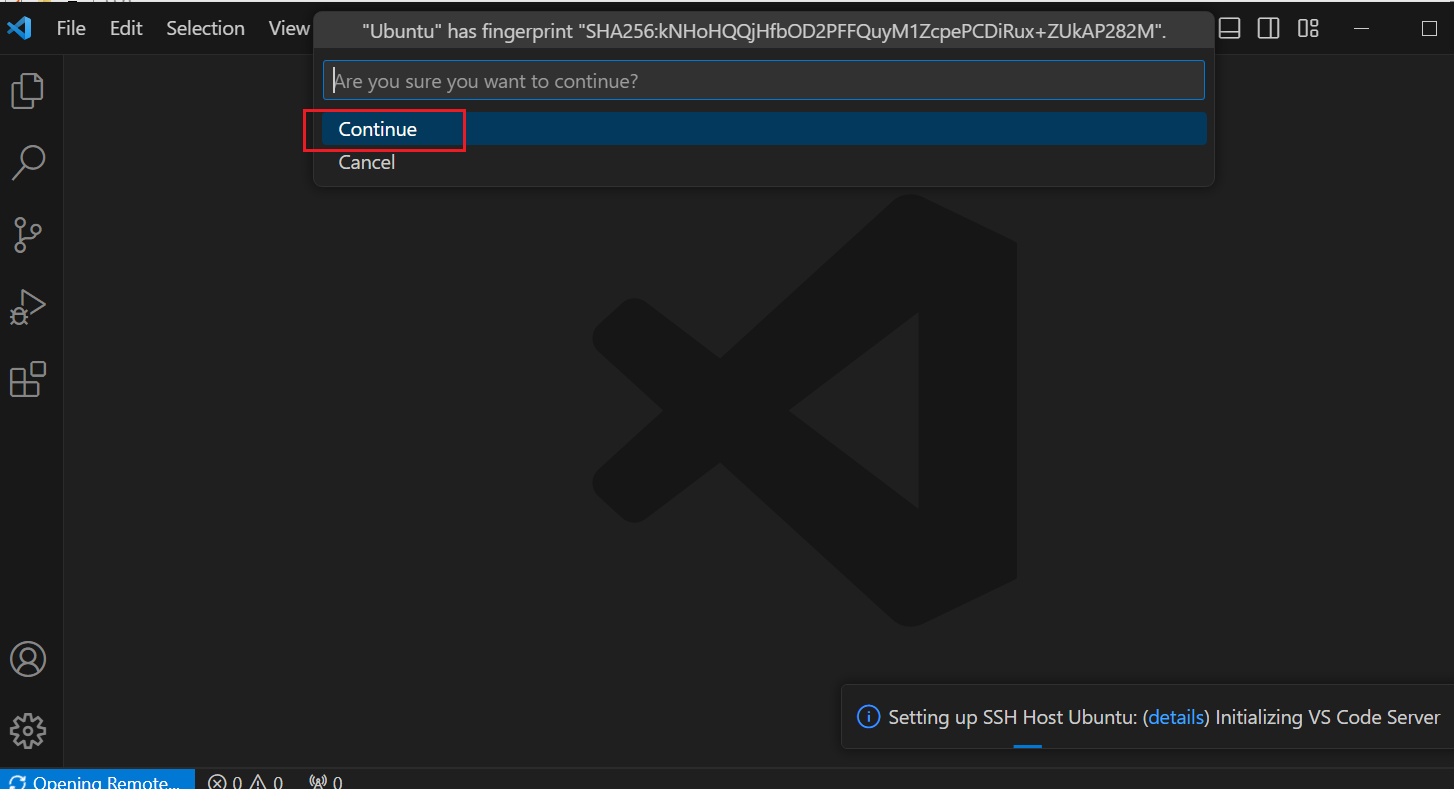 File Edit Selection View
"Ubuntu" has fingerprint "SHA256:kNHoHQQjHfbOD2PFFQuyM1ZcpePCDiRux+ZUkAP282M".
Are you sure you want to continue?
Continue
Cancel
Setting up SSH Host Ubuntu: (details) Initializing VS Code Server
Opening Remote... 0 0 0